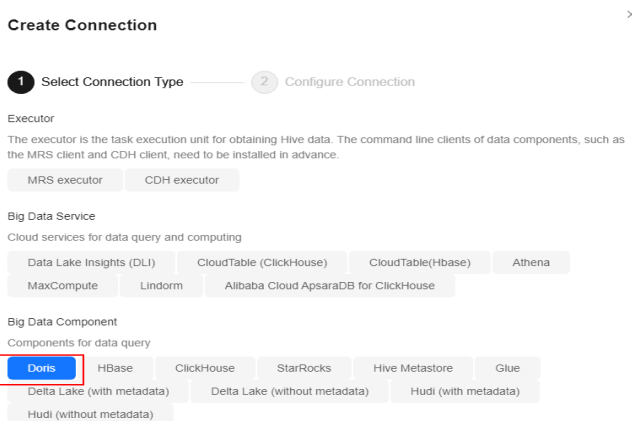 Create Connection
1 Select Connection Type 2 Configure Connection
Executor
The executor is the task execution unit for obtaining Hive data. The command line clients of data components, such as
the MRS client and CDH client, need to be installed in advance.
MRS executor CDH executor
Big Data Service
Cloud services for data query and computing
Data Lake Insights (DLI) CloudTable (ClickHouse) CloudTable(Hbase) Athena
MaxCompute Lindorm Alibaba Cloud ApsaraDB for ClickHouse
Big Data Component
Components for data query
Doris HBase ClickHouse StarRocks Hive Metastore Glue
Delta Lake (with metadata) Delta Lake (without metadata) Hudi (with metadata)
Hudi (without metadata)